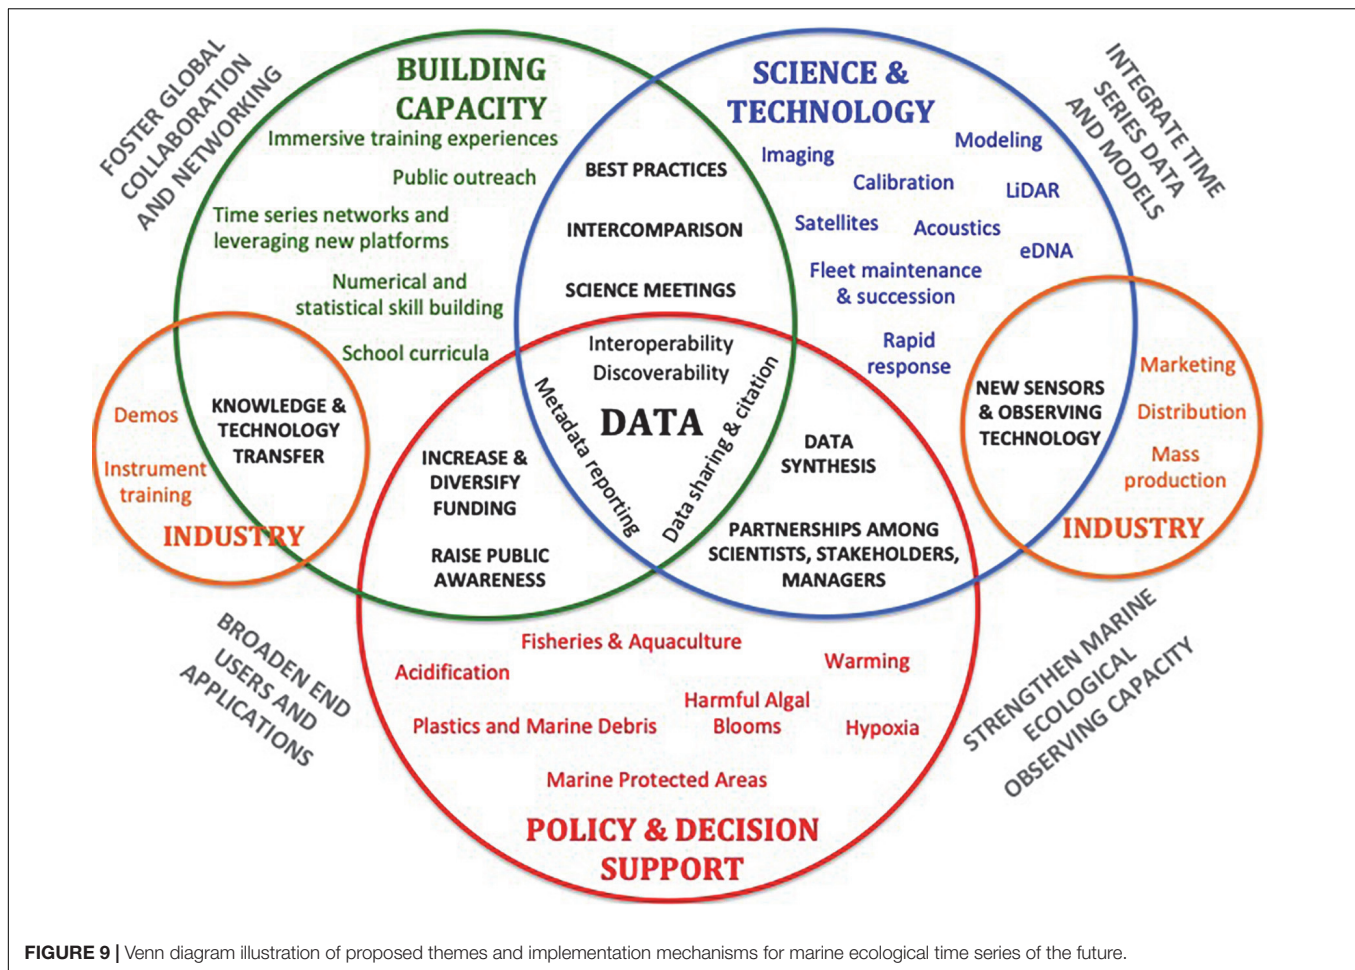 FOSTER GLOBAL
COLLABORATION
AND NETWORKING
BUILDING
CAPACITY
Immersive training experiences
Public outreach
Time series networks and
leveraging new platforms
Numerical and
statistical skill building
School curricula
BEST PRACTICES
INTERCOMPARISON
SCIENCE MEETINGS
SCIENCE &
TECHNOLOGY
Imaging
Modeling
Calibration
LiDAR
Satellites
Acoustics
eDNA
Fleet maintenance
& succession
Rapid
response
INTEGRATE TIME
SERIES DATA
AND MODELS
Demos
Instrument
training
INDUSTRY
KNOWLEDGE &
TECHNOLOGY
TRANSFER
Interoperability
Discoverability
DATA
Metadata reporting
Data sharing & citation
INCREASE &
DIVERSIFY
FUNDING
RAISE PUBLIC
AWARENESS
DATA
SYNTHESIS
PARTNERSHIPS AMONG
SCIENTISTS, STAKEHOLDERS,
MANAGERS
NEW SENSORS
& OBSERVING
TECHNOLOGY
Marketing
Distribution
Mass
production
INDUSTRY
BROADEN END
USERS AND
APPLICATIONS
Fisheries & Aquaculture
Acidification
Warming
Harmful Algal
Blooms
Plastics and Marine Debris
Hypoxia
Marine Protected Areas
POLICY & DECISION
SUPPORT
STRENGTHEN MARINE
ECOLOGICAL
OBSERVING CAPACITY
FIGURE 9 | Venn diagram illustration of proposed themes and implementation mechanisms for marine ecological time series of the future.